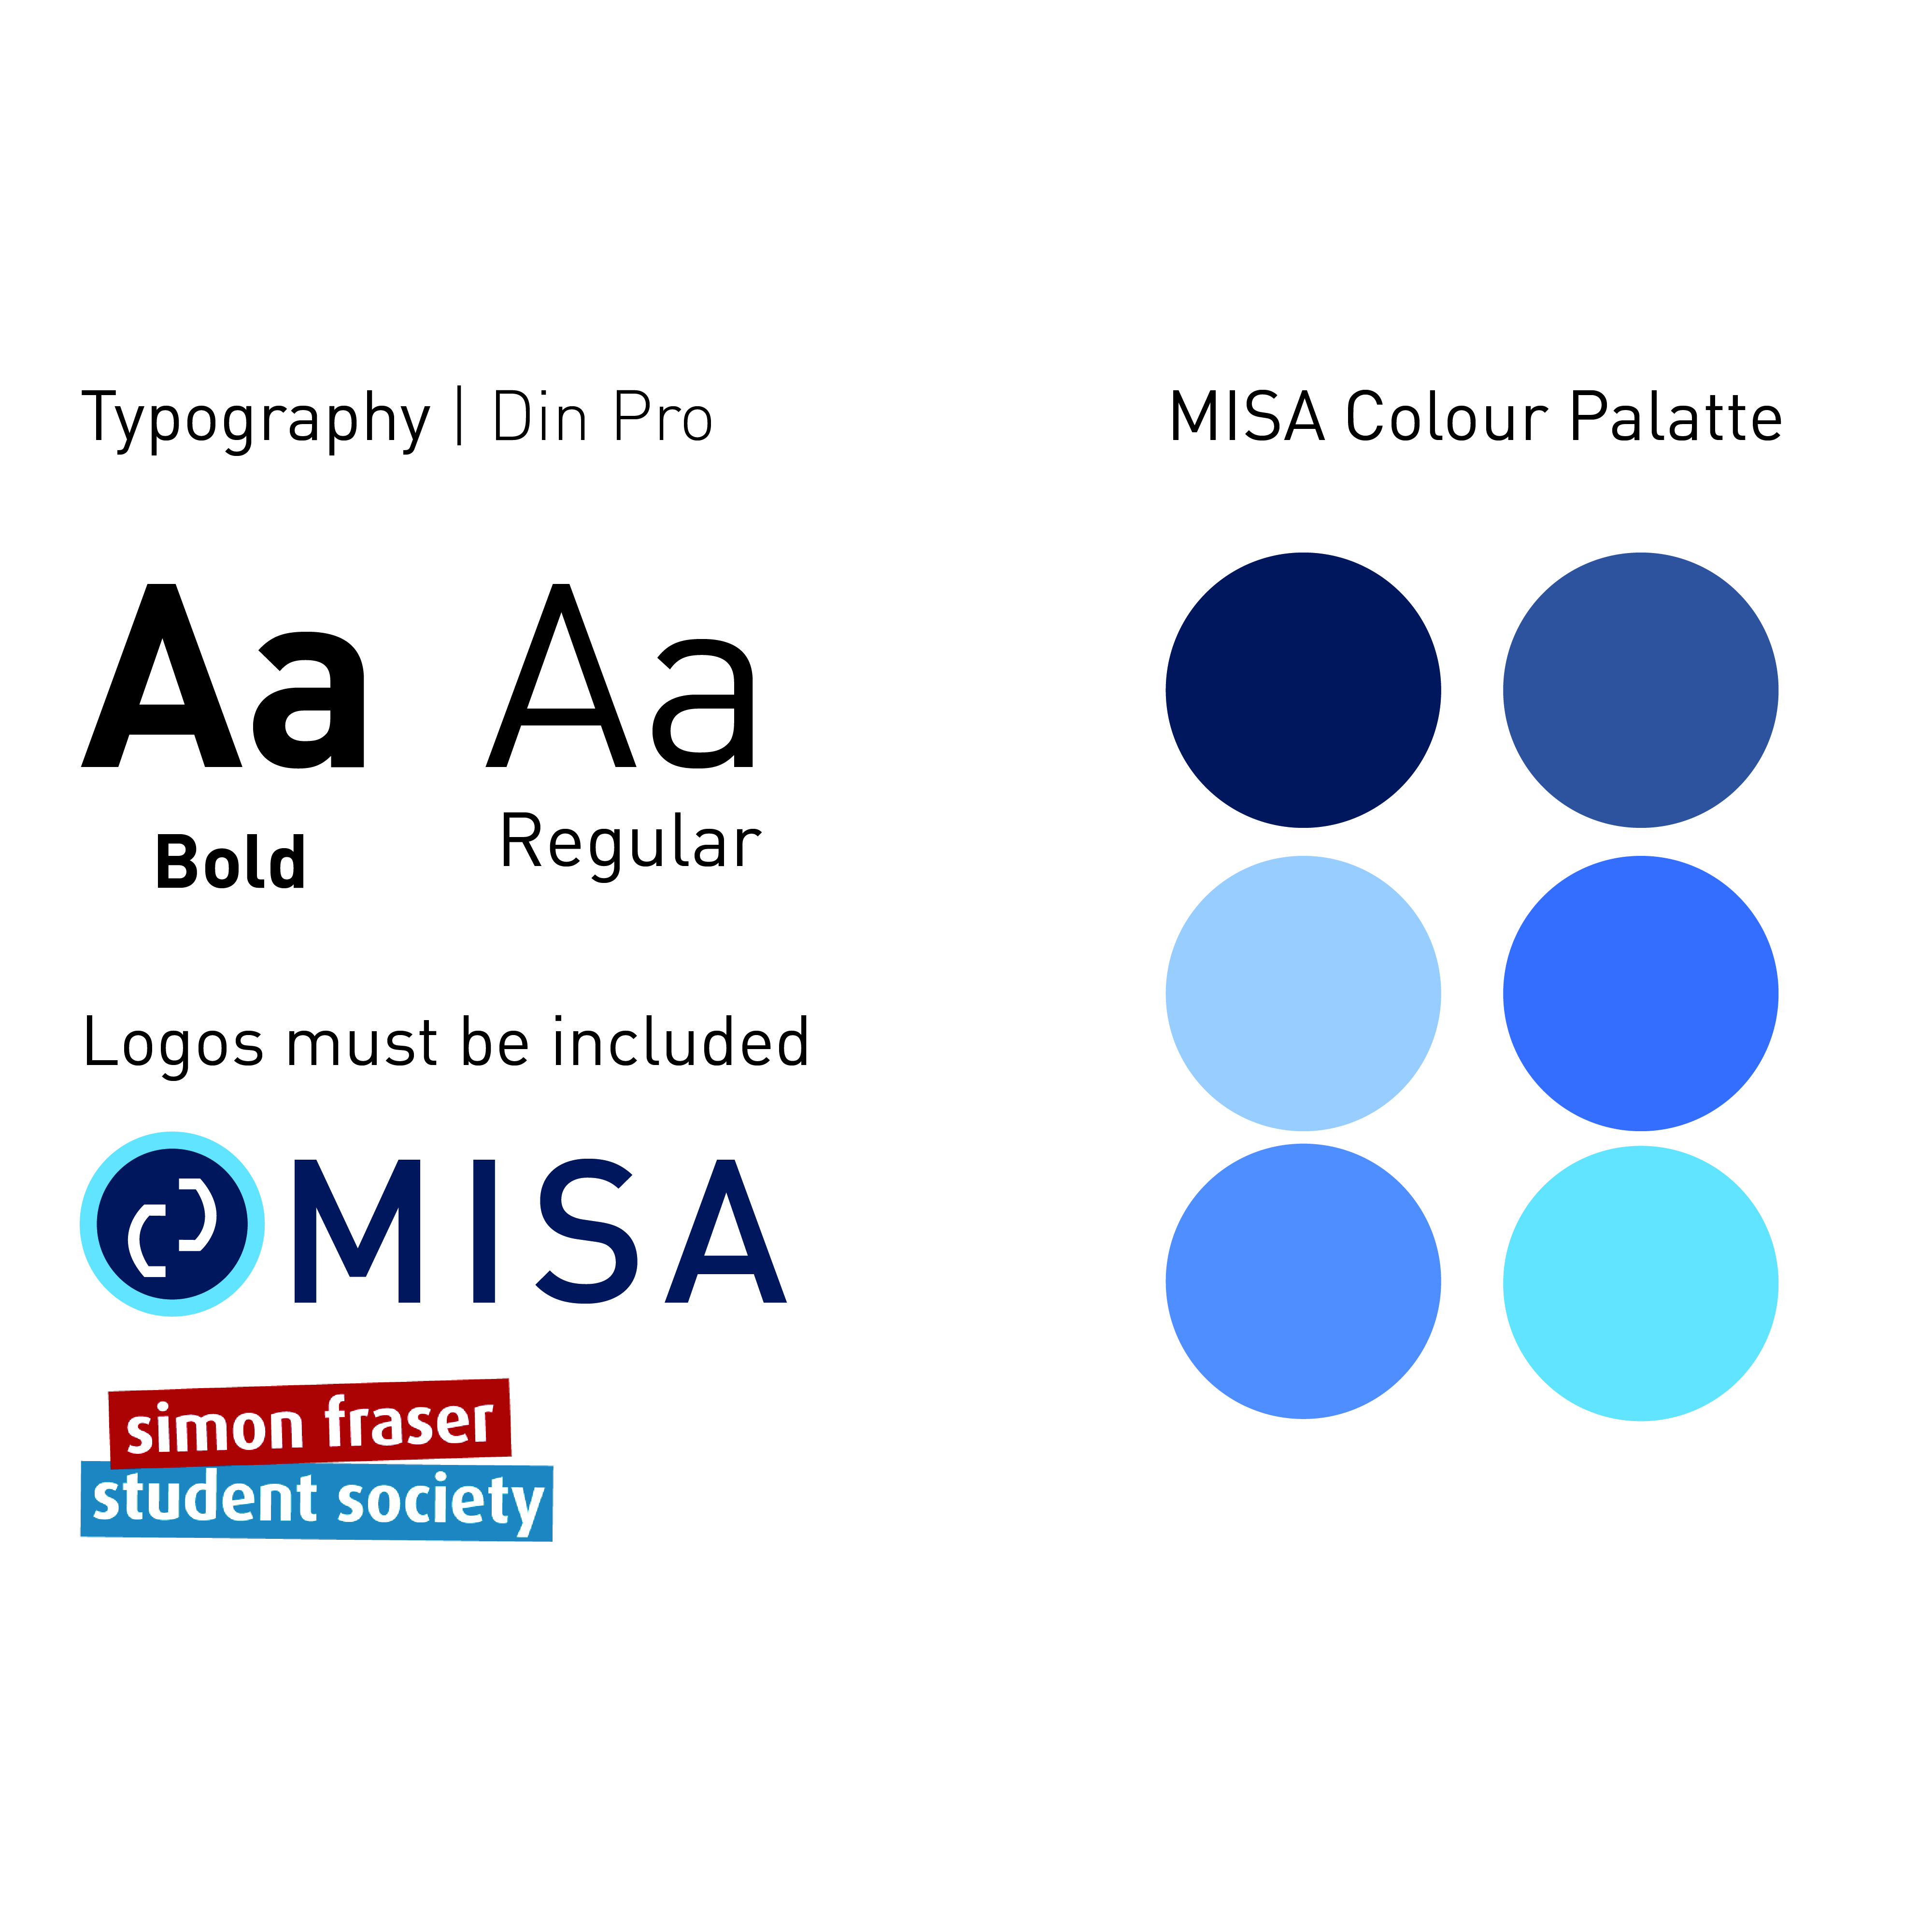 Typography | Din Pro
Aa Aa
Bold
Regular
Logos must be included
MISA
simon fraser
student society
MISA Colour Palatte